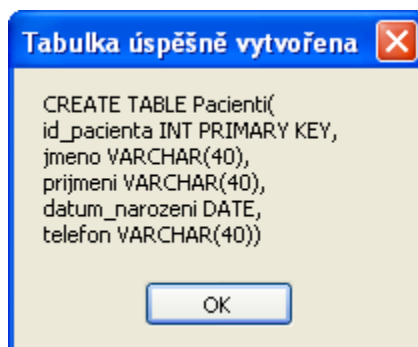 Tabulka úspěšně vytvořena
CREATE TABLE Pacienti(
id_pacienta INT PRIMARY KEY,
jmeno VARCHAR(40),
prijmeni VARCHAR(40),
datum_narozeni DATE,
telefon VARCHAR(40))
OK